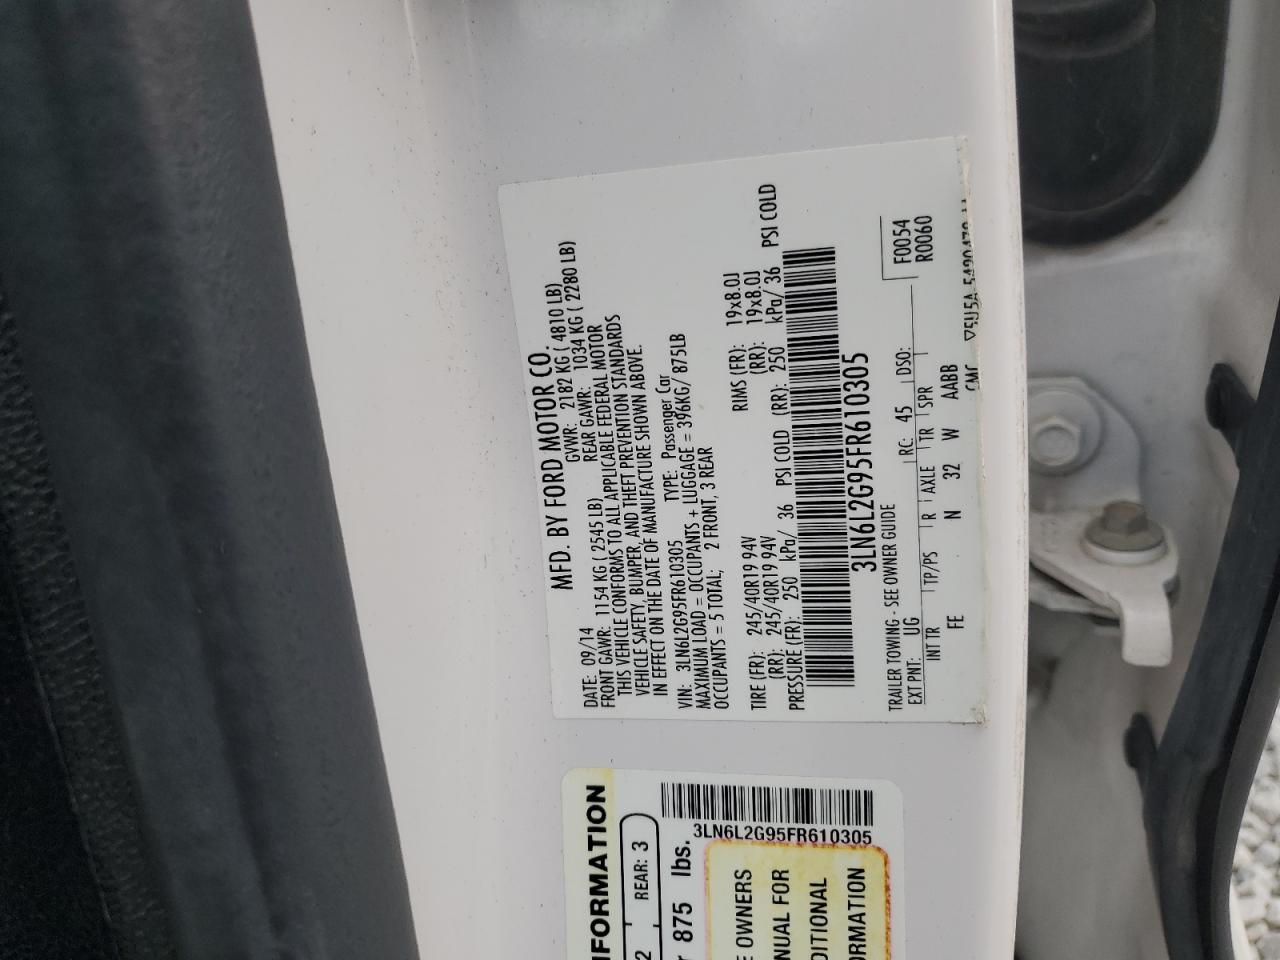 MFD. BY FORD MOTOR CO.
DATE: 09/14 GVWR: 2182 KG ( 4810 LB)
FRONT GAWR: 1154 KG ( 2545 LB) REAR GAWR: 1034 KG ( 2280 LB)
THIS VEHICLE CONFORMS TO ALL APPLICABLE FEDERAL MOTOR
VEHICLE SAFETY, BUMPER, AND THEFT PREVENTION STANDARDS
IN EFFECT ON THE DATE OF MANUFACTURE SHOWN ABOVE.
VIN: 3LN6L2G95FR610305 TYPE: Passenger Car
MAXIMUM LOAD = OCCUPANTS + LUGGAGE = 396KG/ 875LB
OCCUPANTS = 5 TOTAL; 2 FRONT, 3 REAR
TIRE (FR): 245/40R19 94V RIMS (FR): 19x8.0J
(RR): 245/40R19 94V (RR): 19x8.0J
PRESSURE (FR): 250 kPa/ 36 PSI COLD (RR): 250 kPa/ 36 PSI COLD
3LN6L2G95FR610305
TRAILER TOWING - SEE OWNER GUIDE F0054
EXT PNT: UG RC: 45 DSO: R0060
INT TR TP/PS R AXLE TR SPR
FE N 32 W AABB
CMC
IFORMATION
2 REAR: 3
875 lbs.
3LN6L2G95FR610305
E OWNERS
NUAL FOR
DITIONAL
ORMATION